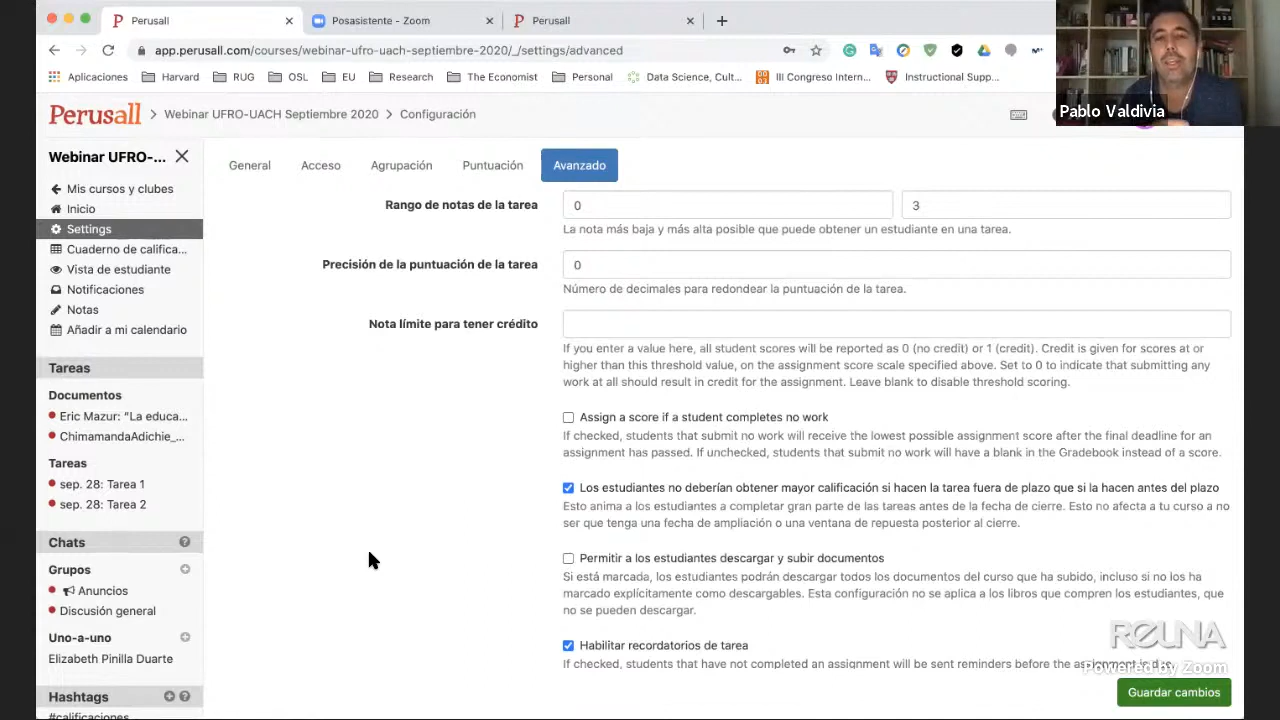 Perusall
Posasistente - Zoom
Perusall
app.perusall.com/courses/webinar-ufro-uach-septiembre-2020/_/settings/advanced
Aplicaciones
Harvard
RUG
OSL
EU
Research
The Economist
Personal
Data Science, Cult...
III Congreso Intern...
Instructional Supp...
Pablo Valdivia
Perusall
Webinar UFRO-UACH Septiembre 2020
Configuración
Webinar UFRO-...
Mis cursos y clubes
Inicio
Settings
Cuaderno de califica...
Vista de estudiante
Notificaciones
Notas
Añadir a mi calendario
Tareas
Documentos
Eric Mazur: "La educa...
ChimamandaAdichie_...
Tareas
sep. 28: Tarea 1
sep. 28: Tarea 2
Chats
Grupos
Anuncios
Discusión general
Uno-a-uno
Elizabeth Pinilla Duarte
Hashtags
#calificaciones
General
Acceso
Agrupación
Puntuación
Avanzado
Rango de notas de la tarea
0
3
La nota más baja y más alta posible que puede obtener un estudiante en una tarea.
Precisión de la puntuación de la tarea
0
Número de decimales para redondear la puntuación de la tarea.
Nota límite para tener crédito
If you enter a value here, all student scores will be reported as 0 (no credit) or 1 (credit). Credit is given for scores at or
higher than this threshold value, on the assignment score scale specified above. Set to 0 to indicate that submitting any
work at all should result in credit for the assignment. Leave blank to disable threshold scoring.
Assign a score if a student completes no work
If checked, students that submit no work will receive the lowest possible assignment score after the final deadline for an
assignment has passed. If unchecked, students that submit no work will have a blank in the Gradebook instead of a score.
Los estudiantes no deberían obtener mayor calificación si hacen la tarea fuera de plazo que si la hacen antes del plazo
Esto anima a los estudiantes a completar gran parte de las tareas antes de la fecha de cierre. Esto no afecta a tu curso a no
ser que tenga una fecha de ampliación o una ventana de repuesta posterior al cierre.
Permitir a los estudiantes descargar y subir documentos
Si está marcada, los estudiantes podrán descargar todos los documentos del curso que ha subido, incluso si no los ha
marcado explícitamente como descargables. Esta configuración no se aplica a los libros que compren los estudiantes, que
no se pueden descargar.
Habilitar recordatorios de tarea
If checked, students that have not completed an assignment will be sent reminders before the assignment is due.
REUNA
Powered by Zoom
Guardar cambios